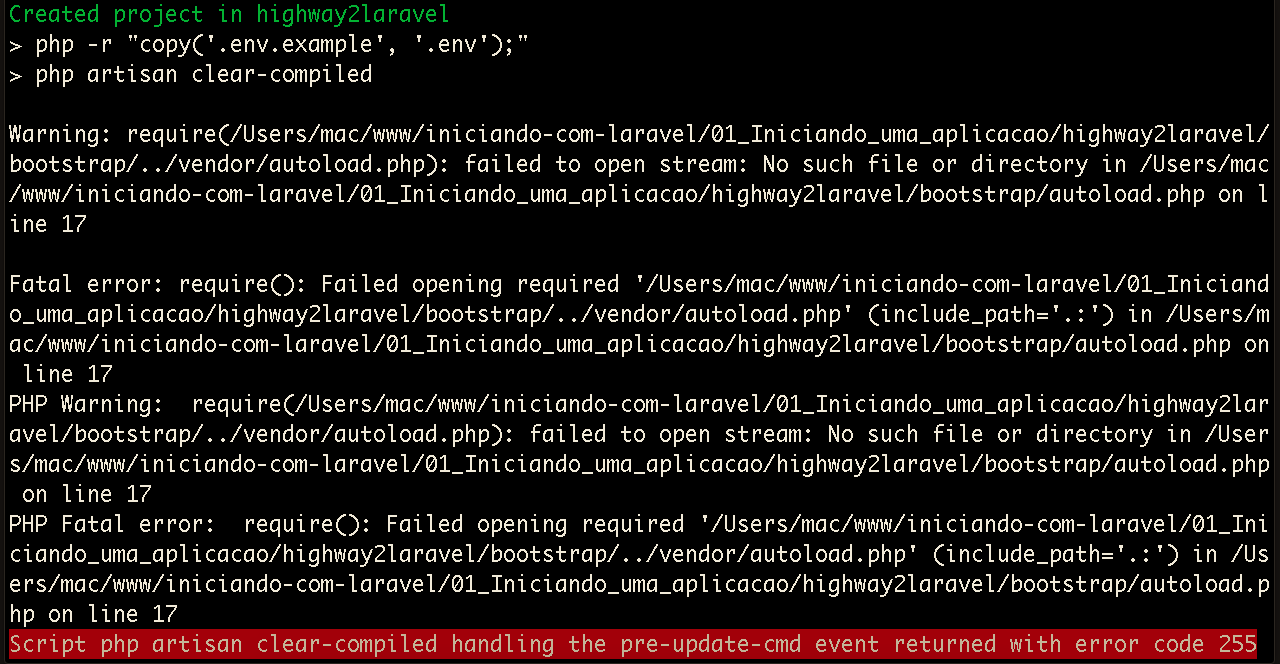 Created project in highway2laravel
> php -r "copy('.env.example', '.env');"
> php artisan clear-compiled
Warning: require(/Users/mac/www/iniciando-com-laravel/01_Iniciando_uma_aplicacao/highway2laravel/
bootstrap/../vendor/autoload.php): failed to open stream: No such file or directory in /Users/mac
/www/iniciando-com-laravel/01_Iniciando_uma_aplicacao/highway2laravel/bootstrap/autoload.php on l
ine 17
Fatal error: require(): Failed opening required '/Users/mac/www/iniciando-com-laravel/01_Iniciand
o_uma_aplicacao/highway2laravel/bootstrap/../vendor/autoload.php' (include_path='.:') in /Users/m
ac/www/iniciando-com-laravel/01_Iniciando_uma_aplicacao/highway2laravel/bootstrap/autoload.php on
 line 17
PHP Warning:  require(/Users/mac/www/iniciando-com-laravel/01_Iniciando_uma_aplicacao/highway2lar
avel/bootstrap/../vendor/autoload.php): failed to open stream: No such file or directory in /User
s/mac/www/iniciando-com-laravel/01_Iniciando_uma_aplicacao/highway2laravel/bootstrap/autoload.php
 on line 17
PHP Fatal error:  require(): Failed opening required '/Users/mac/www/iniciando-com-laravel/01_Ini
ciando_uma_aplicacao/highway2laravel/bootstrap/../vendor/autoload.php' (include_path='.:') in /Us
ers/mac/www/iniciando-com-laravel/01_Iniciando_uma_aplicacao/highway2laravel/bootstrap/autoload.p
hp on line 17
Script php artisan clear-compiled handling the pre-update-cmd event returned with error code 255